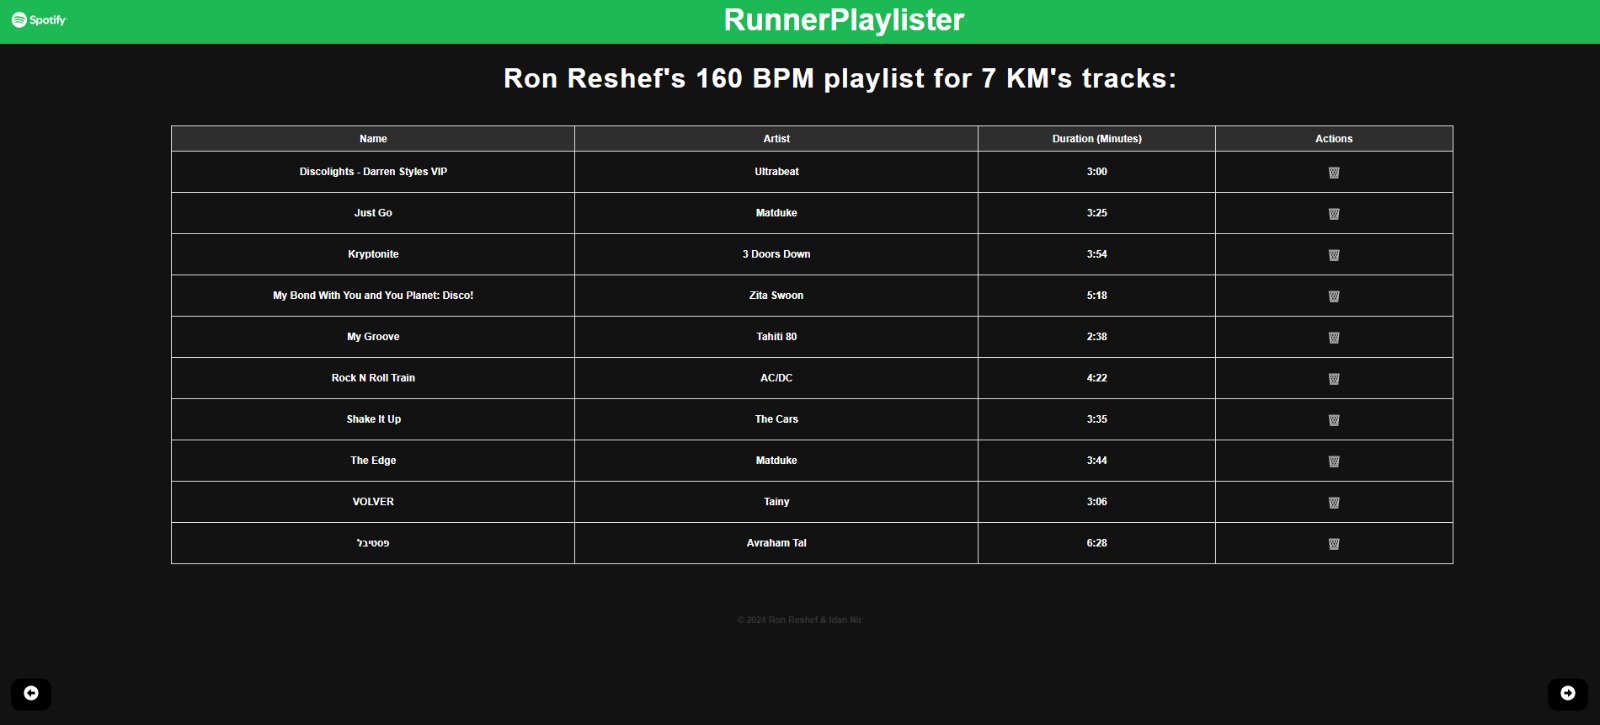 Spotify
RunnerPlaylister
Ron Reshef's 160 BPM playlist for 7 KM's tracks:
Name Artist Duration (Minutes) Actions
Discolights - Darren Styles VIP Ultrabeat 3:00
Just Go Matduke 3:25
Kryptonite 3 Doors Down 3:54
My Bond With You and You Planet: Disco! Zita Swoon 5:18
My Groove Tahiti 80 2:38
Rock N Roll Train AC/DC 4:22
Shake It Up The Cars 3:35
The Edge Matduke 3:44
VOLVER Tainy 3:06
פסטיבל Avraham Tal 6:28
© 2024 Ron Reshef & Idan Nir